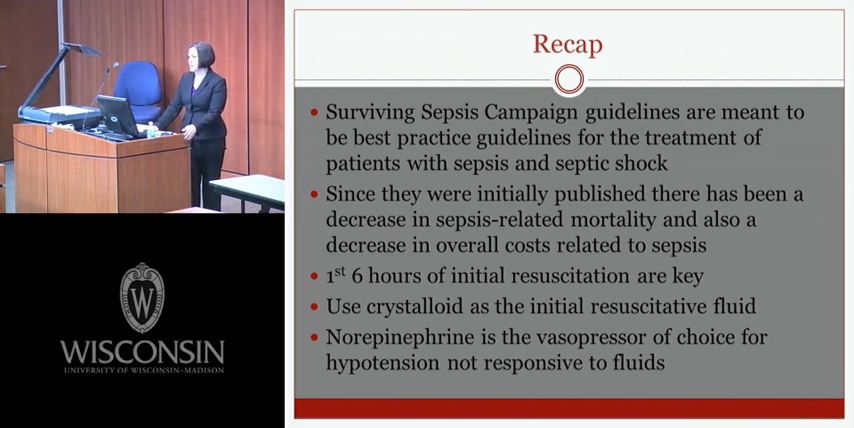 Recap
• Surviving Sepsis Campaign guidelines are meant to
be best practice guidelines for the treatment of
patients with sepsis and septic shock
• Since they were initially published there has been a
decrease in sepsis-related mortality and also a
decrease in overall costs related to sepsis
• 1st 6 hours of initial resuscitation are key
• Use crystalloid as the initial resuscitative fluid
• Norepinephrine is the vasopressor of choice for
hypotension not responsive to fluids
W
WISCONSIN
UNIVERSITY OF WISCONSIN–MADISON